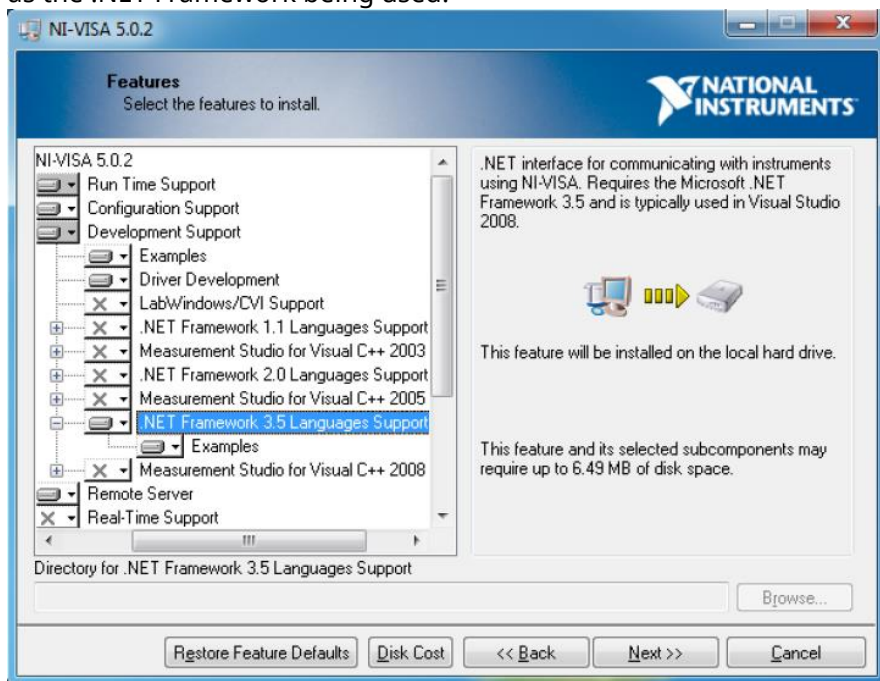 as the .NET Framework being used.
NI-VISA 5.0.2
Features
Select the features to install.
NATIONAL
INSTRUMENTS
NI-VISA 5.0.2
Run Time Support
Configuration Support
Development Support
Examples
Driver Development
LabWindows/CVI Support
.NET Framework 1.1 Languages Support
Measurement Studio for Visual C++ 2003
.NET Framework 2.0 Languages Support
Measurement Studio for Visual C++ 2005
.NET Framework 3.5 Languages Support
Examples
Measurement Studio for Visual C++ 2008
Remote Server
Real-Time Support
.NET interface for communicating with instruments
using NI-VISA. Requires the Microsoft .NET
Framework 3.5 and is typically used in Visual Studio
2008.
This feature will be installed on the local hard drive.
This feature and its selected subcomponents may
require up to 6.49 MB of disk space.
Directory for .NET Framework 3.5 Languages Support
Browse...
Restore Feature Defaults
Disk Cost
<< Back
Next >>
Cancel